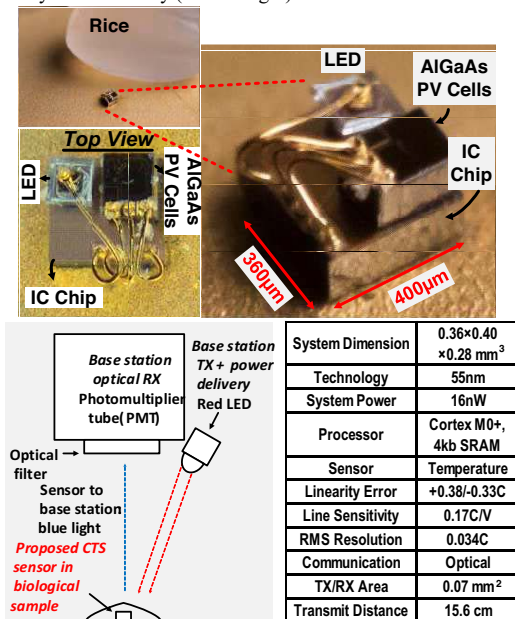 Rice
LED
AlGaAs
PV Cells
IC
Chip
360µm
400µm
Top View
LED
AlGaAs
PV Cells
IC Chip
Base station
optical RX
Photomultiplier
tube(PMT)
Base station
TX + power
delivery
Red LED
Optical
filter
Sensor to
base station
blue light
Proposed CTS
sensor in
biological
sample
System Dimension 0.36×0.40
×0.28 mm³
Technology 55nm
System Power 16nW
Processor Cortex M0+,
4kb SRAM
Sensor Temperature
Linearity Error +0.38/-0.33C
Line Sensitivity 0.17C/V
RMS Resolution 0.034C
Communication Optical
TX/RX Area 0.07 mm²
Transmit Distance 15.6 cm